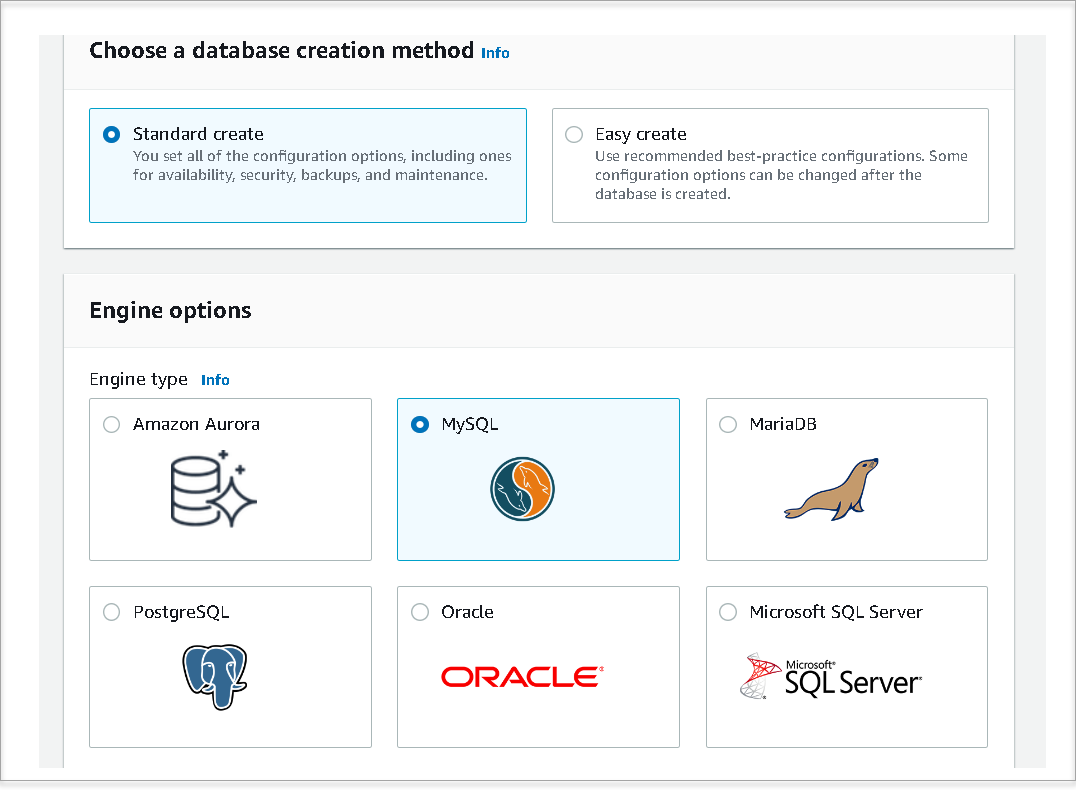 Choose a database creation method Info
Standard create
You set all of the configuration options, including ones
for availability, security, backups, and maintenance.
Easy create
Use recommended best-practice configurations. Some
configuration options can be changed after the
database is created.
Engine options
Engine type Info
Amazon Aurora
MySQL
MariaDB
PostgreSQL
Oracle
ORACLE®
Microsoft SQL Server
Microsoft®
SQL Server®